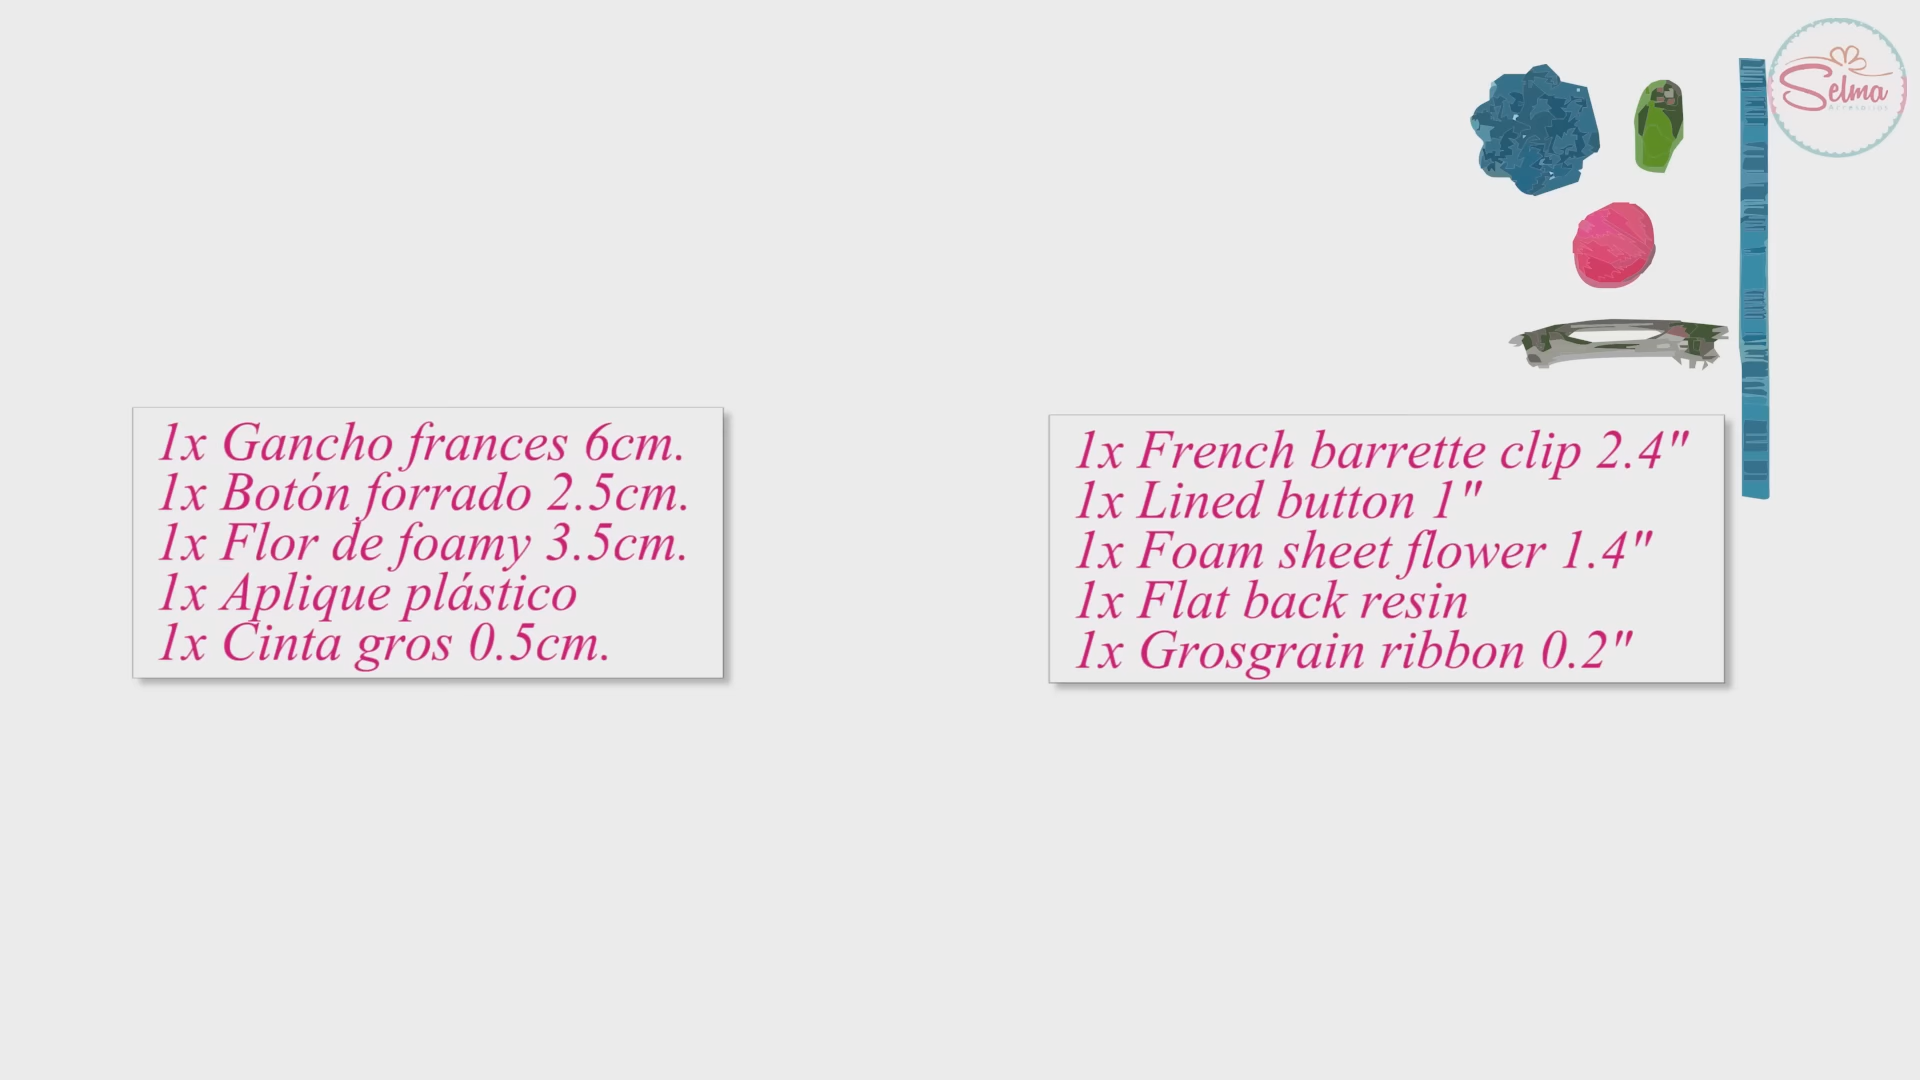 Selma
Accesorios
1x Gancho frances 6cm.
1x Botón forrado 2.5cm.
1x Flor de foamy 3.5cm.
1x Aplique plástico
1x Cinta gros 0.5cm.
1x French barrette clip 2.4"
1x Lined button 1"
1x Foam sheet flower 1.4"
1x Flat back resin
1x Grosgrain ribbon 0.2"